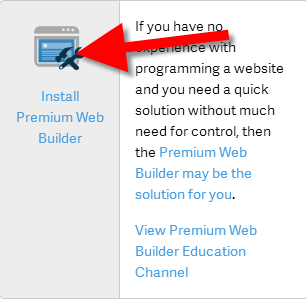 Install
Premium Web
Builder
If you have no
experience with
programming a website
and you need a quick
solution without much
need for control, then
the Premium Web
Builder may be the
solution for you.
View Premium Web
Builder Education
Channel